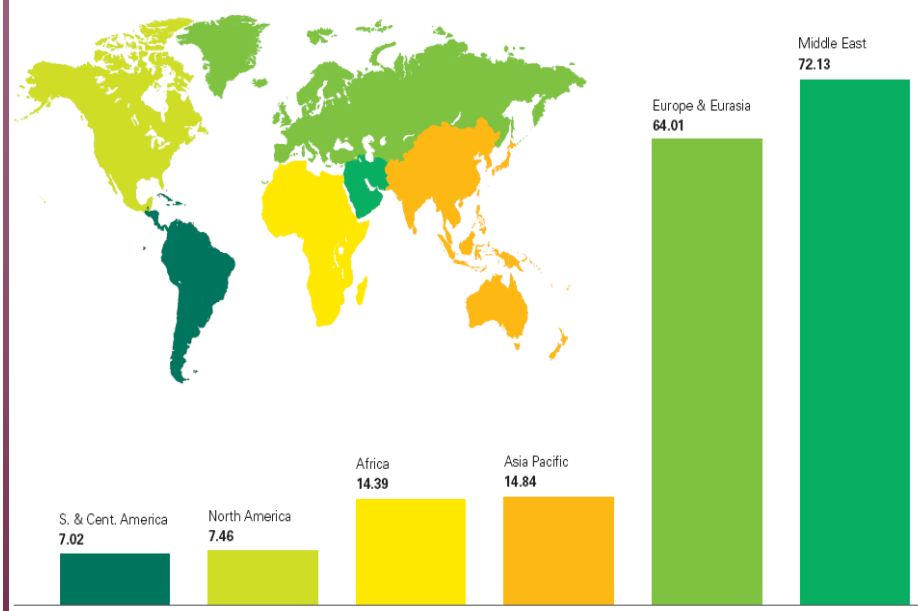 Middle East
72.13
Europe & Eurasia
64.01
Asia Pacific
14.84
Africa
14.39
North America
7.46
S. & Cent. America
7.02